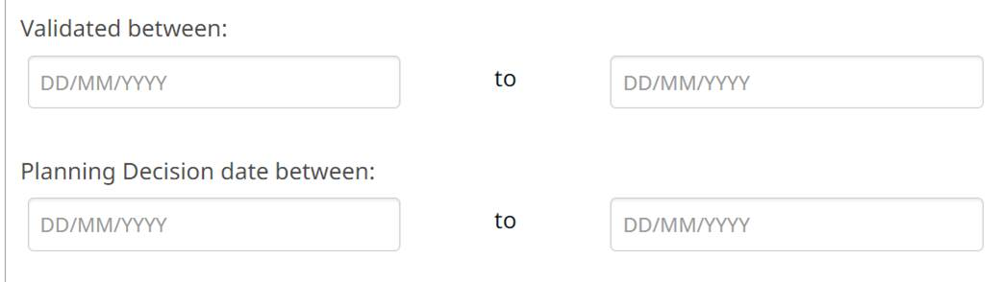 Validated between:
DD/MM/YYYY to DD/MM/YYYY
Planning Decision date between:
DD/MM/YYYY to DD/MM/YYYY